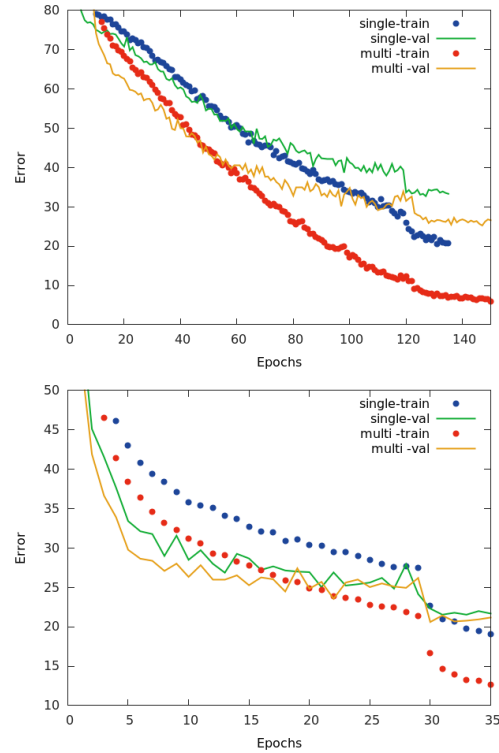 80
70
60
50
40
30
20
10
0
Error
0 20 40 60 80 100 120 140
Epochs
single-train
single-val
multi -train
multi -val
50
45
40
35
30
25
20
15
10
Error
0 5 10 15 20 25 30 35
Epochs
single-train
single-val
multi -train
multi -val